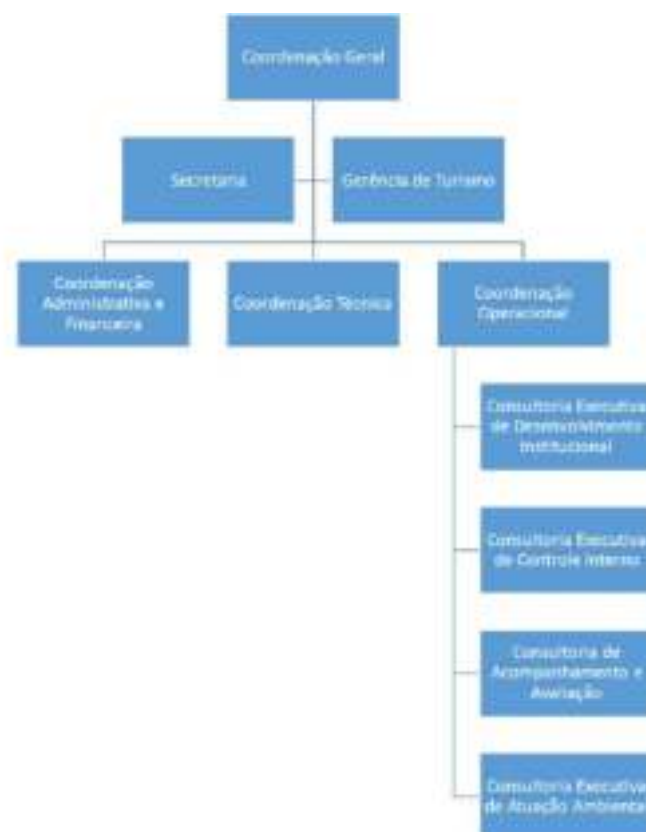 Coordenação Geral
Secretaria
Gerência de Turismo
Coordenação
Administrativa e
Financeira
Coordenação Técnica
Coordenação
Operacional
Consultoria Executiva
de Desenvolvimento
Institucional
Consultoria Executiva
de Controle Interno
Consultoria de
Acompanhamento e
Avaliação
Consultoria Executiva
de Atuação Ambiental